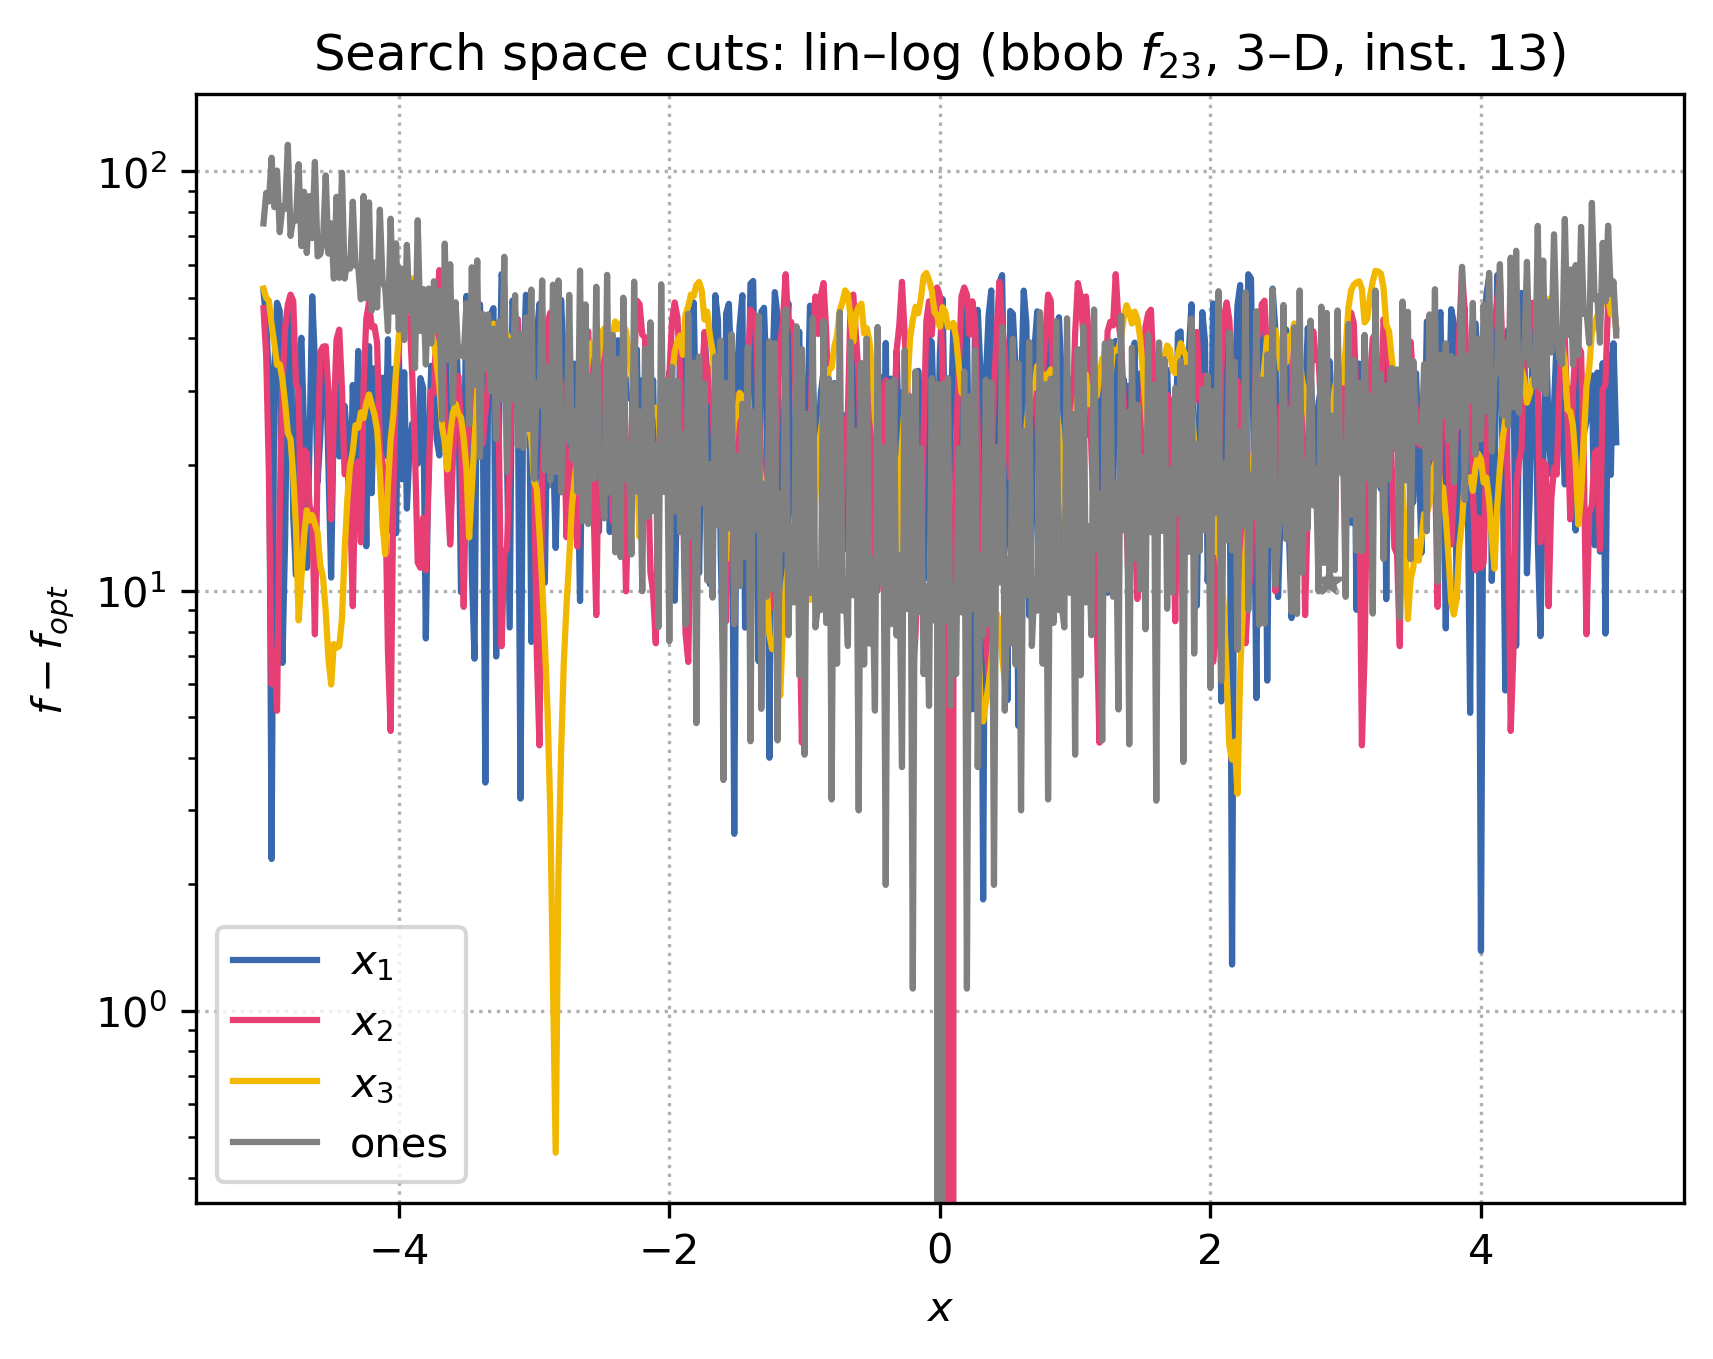 Search space cuts: lin–log (bbob $f_{23}$, 3–D, inst. 13)
$f - f_{opt}$
$10^2$
$10^1$
$10^0$
$x_1$
$x_2$
$x_3$
ones
−4
−2
0
2
4
$x$